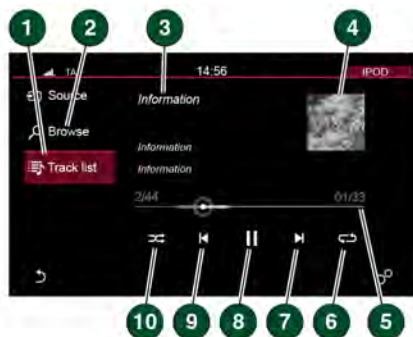 1 2 3 4
TA 14:56 IPOD
Source
Information
Browse
Information
Track list
Information
2/44 01/33
10 9 8 7 6 5